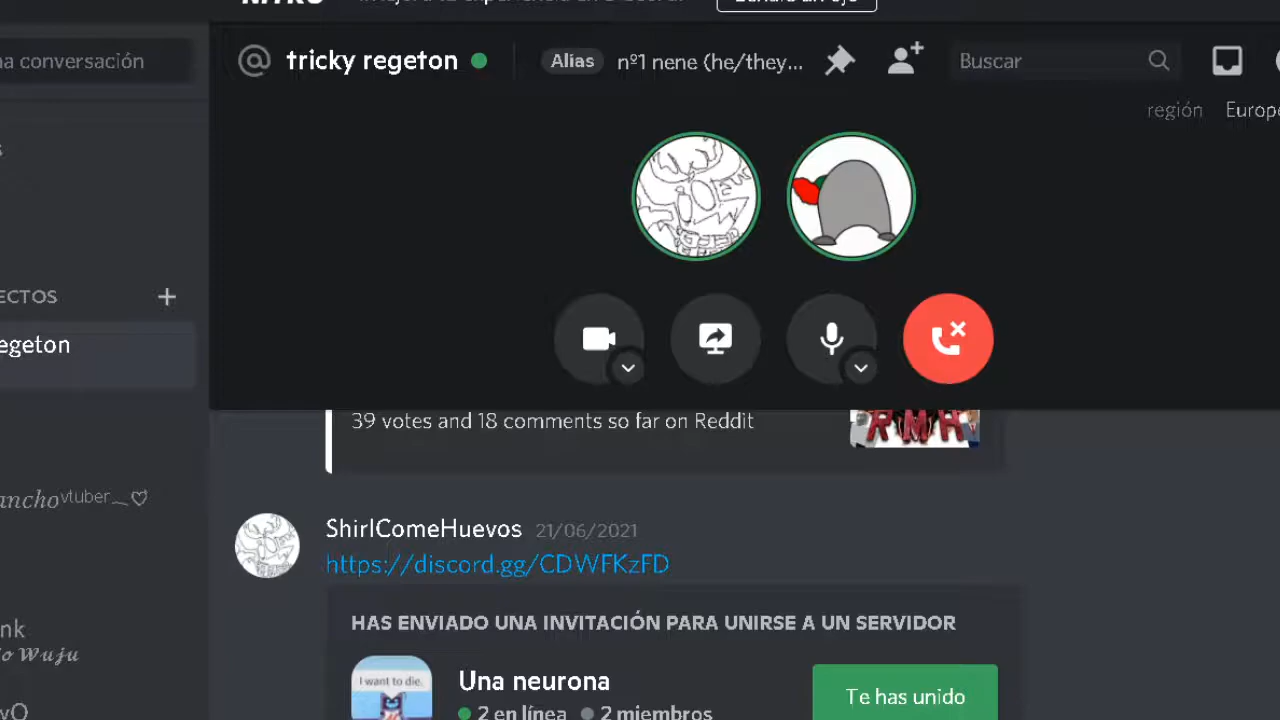 na conversación
@ tricky regeton
Alias
nº1 nene (he/they...
Buscar
región Europ
ECTOS +
egeton
39 votes and 18 comments so far on Reddit
RMH
ancho vtuber
ShirlComeHuevos 21/06/2021
https://discord.gg/CDWFKzFD
HAS ENVIADO UNA INVITACIÓN PARA UNIRSE A UN SERVIDOR
nk
o Wuju
I want to die.
Una neurona
2 en línea 2 miembros
Te has unido